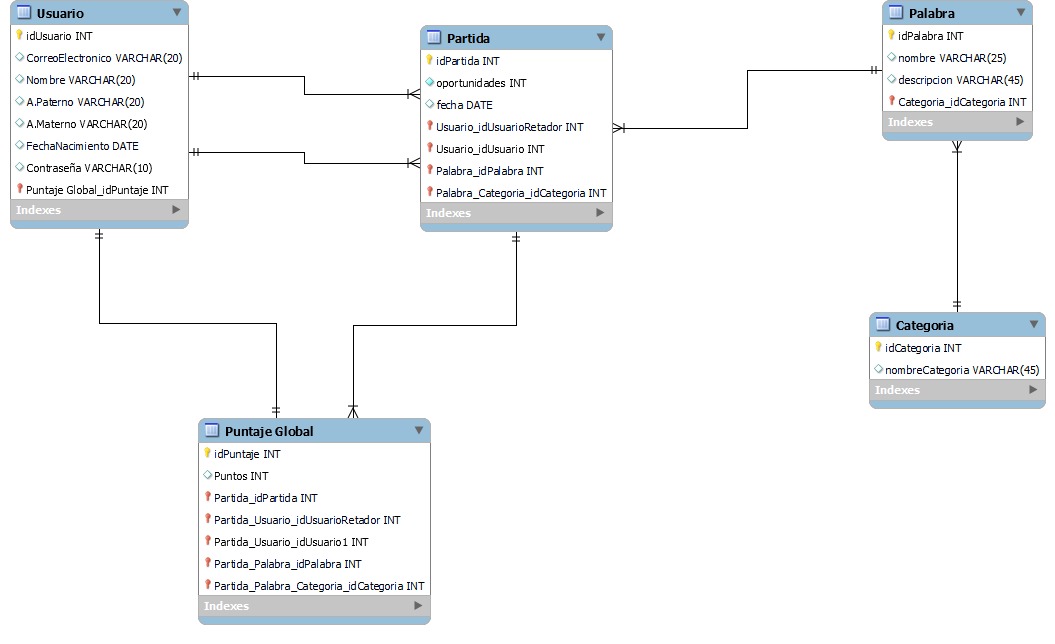 Usuario
idUsuario INT
CorreoElectronico VARCHAR(20)
Nombre VARCHAR(20)
A.Paterno VARCHAR(20)
A.Materno VARCHAR(20)
FechaNacimiento DATE
Contraseña VARCHAR(10)
Puntaje Global_idPuntaje INT
Indexes
Partida
idPartida INT
oportunidades INT
fecha DATE
Usuario_idUsuarioRetador INT
Usuario_idUsuario INT
Palabra_idPalabra INT
Palabra_Categoria_idCategoria INT
Indexes
Palabra
idPalabra INT
nombre VARCHAR(25)
descripcion VARCHAR(45)
Categoria_idCategoria INT
Indexes
Categoria
idCategoria INT
nombreCategoria VARCHAR(45)
Indexes
Puntaje Global
idPuntaje INT
Puntos INT
Partida_idPartida INT
Partida_Usuario_idUsuarioRetador INT
Partida_Usuario_idUsuario1 INT
Partida_Palabra_idPalabra INT
Partida_Palabra_Categoria_idCategoria INT
Indexes